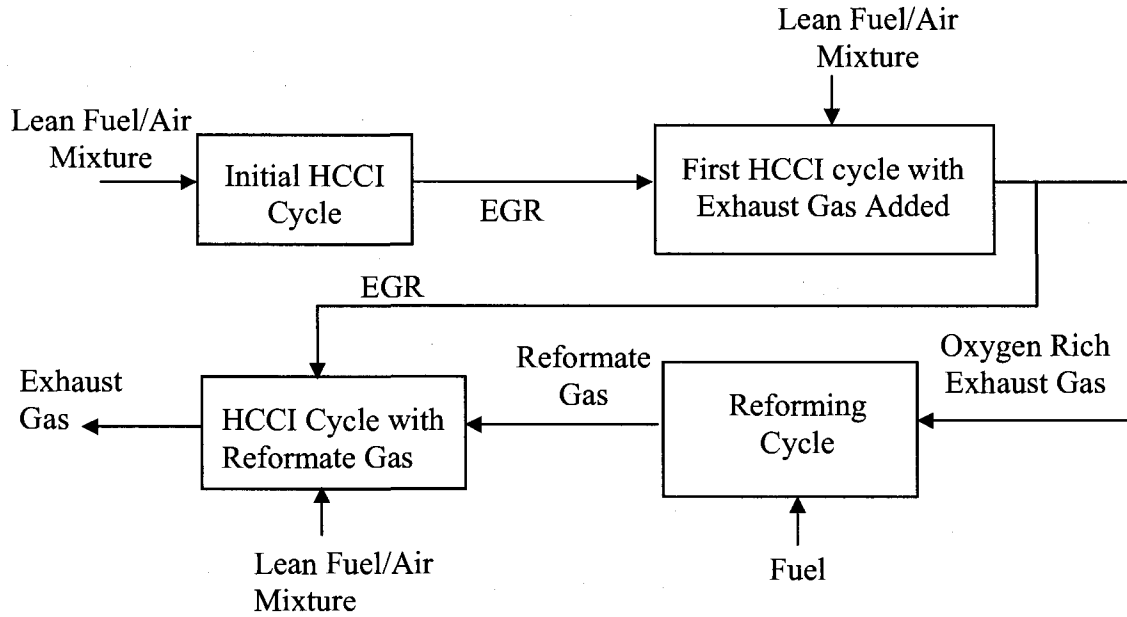 Lean Fuel/Air
Mixture
Lean Fuel/Air
Mixture
Initial HCCI
Cycle
EGR
First HCCI cycle with
Exhaust Gas Added
EGR
Exhaust
Gas
HCCI Cycle with
Reformate Gas
Reformate
Gas
Reforming
Cycle
Oxygen Rich
Exhaust Gas
Lean Fuel/Air
Mixture
Fuel